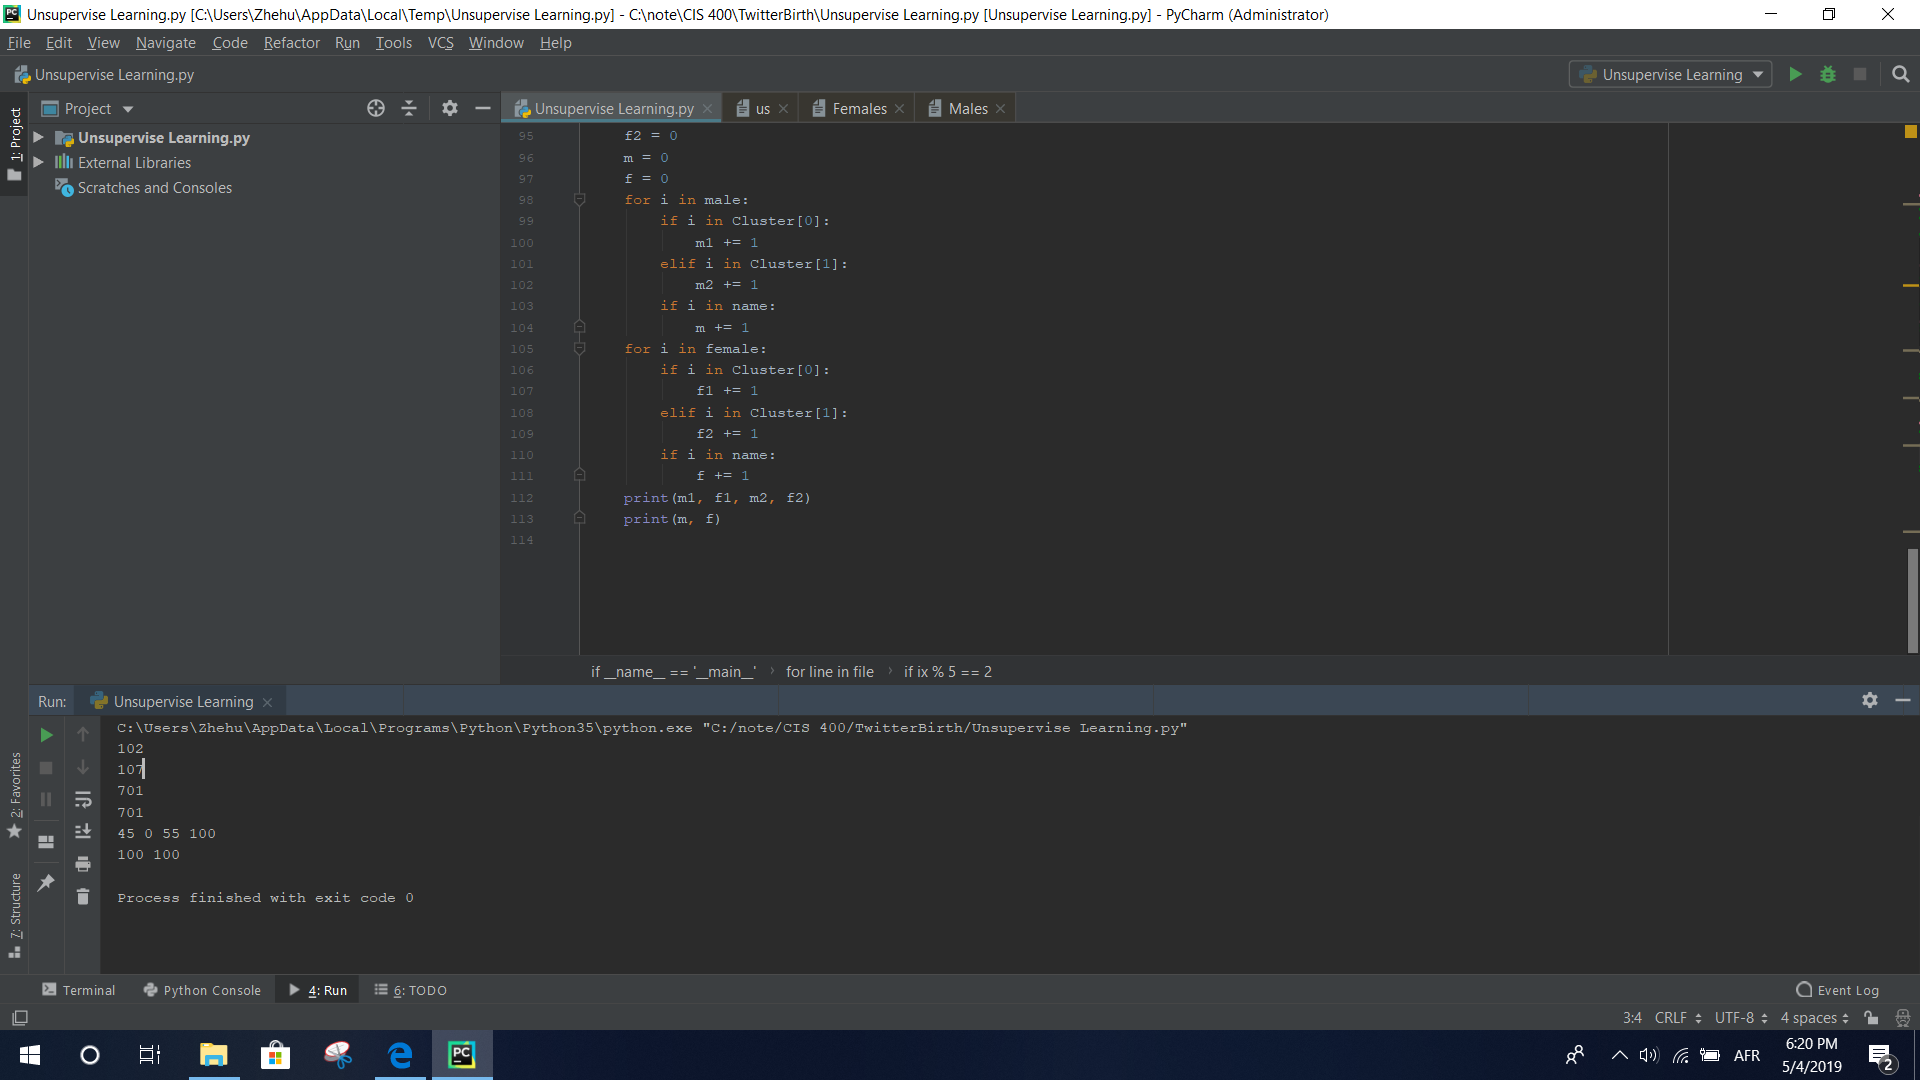 Unsupervise Learning.py [C:\Users\Zhehu\AppData\Local\Temp\Unsupervise Learning.py] - C:\note\CIS 400\TwitterBirth\Unsupervise Learning.py [Unsupervise Learning.py] - PyCharm (Administrator)
File Edit View Navigate Code Refactor Run Tools VCS Window Help
Unsupervise Learning.py
Unsupervise Learning
1: Project
Project
Unsupervise Learning.py
External Libraries
Scratches and Consoles
Unsupervise Learning.py us Females Males
95 f2 = 0
96 m = 0
97 f = 0
98 for i in male:
99 if i in Cluster[0]:
100 m1 += 1
101 elif i in Cluster[1]:
102 m2 += 1
103 if i in name:
104 m += 1
105 for i in female:
106 if i in Cluster[0]:
107 f1 += 1
108 elif i in Cluster[1]:
109 f2 += 1
110 if i in name:
111 f += 1
112 print(m1, f1, m2, f2)
113 print(m, f)
114
if __name__ == '__main__' › for line in file › if ix % 5 == 2
Run: Unsupervise Learning
C:\Users\Zhehu\AppData\Local\Programs\Python\Python35\python.exe "C:/note/CIS 400/TwitterBirth/Unsupervise Learning.py"
102
107
701
701
45 0 55 100
100 100
Process finished with exit code 0
2: Favorites
7: Structure
Terminal Python Console 4: Run 6: TODO Event Log
3:4 CRLF UTF-8 4 spaces
PC
AFR
6:20 PM
5/4/2019
2